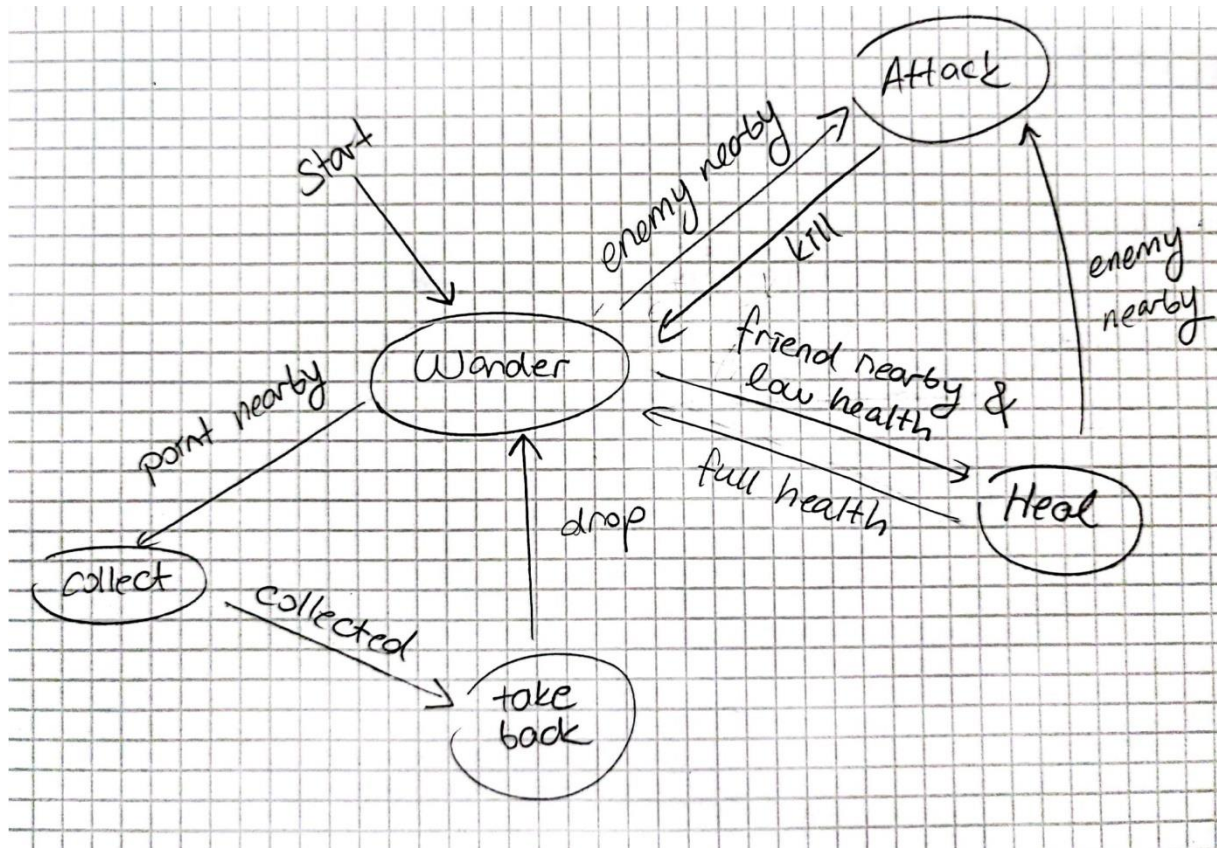 Attack
Start
enemy nearby
kill
enemy
nearby
Wander
friend nearby &
low health
full health
point nearby
Heal
drop
collect
collected
take
back